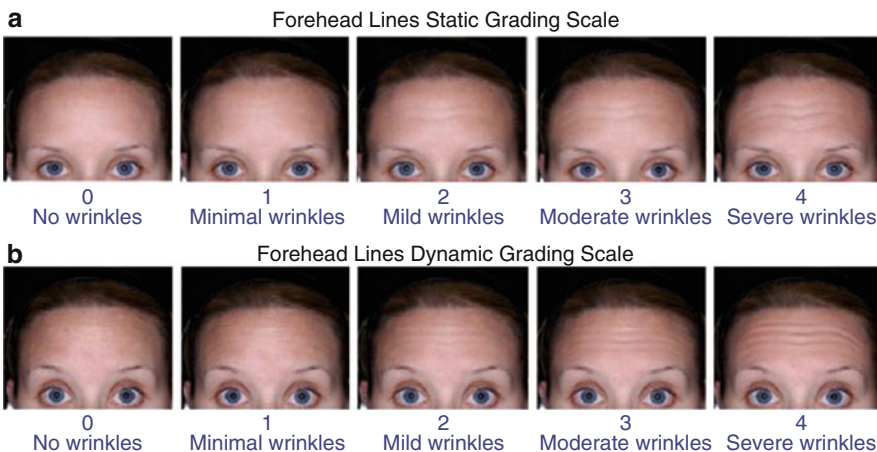 a Forehead Lines Static Grading Scale
0 1 2 3 4
No wrinkles Minimal wrinkles Mild wrinkles Moderate wrinkles Severe wrinkles
b Forehead Lines Dynamic Grading Scale
0 1 2 3 4
No wrinkles Minimal wrinkles Mild wrinkles Moderate wrinkles Severe wrinkles